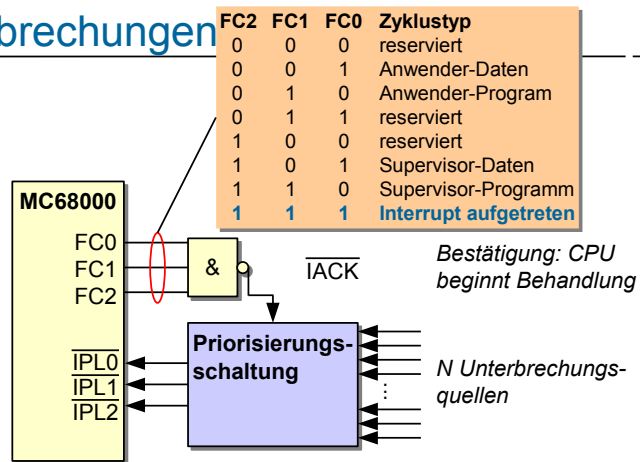 brechungen
FC2 FC1 FC0 Zyklustyp
0 0 0 reserviert
0 0 1 Anwender-Daten
0 1 0 Anwender-Program
0 1 1 reserviert
1 0 0 reserviert
1 0 1 Supervisor-Daten
1 1 0 Supervisor-Programm
1 1 1 Interrupt aufgetreten
MC68000
FC0
FC1
FC2
&
IACK
Bestätigung: CPU
beginnt Behandlung
IPL0
IPL1
IPL2
Priorisierungs-
schaltung
N Unterbrechungs-
quellen